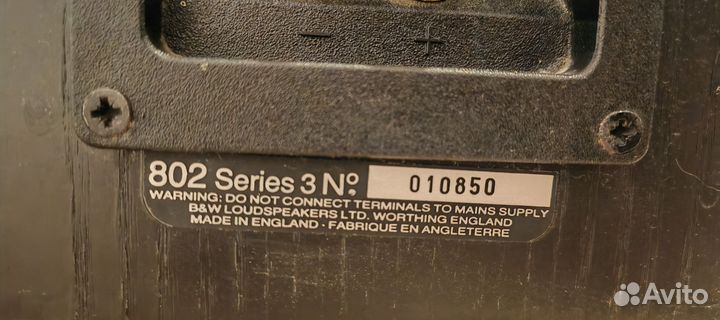 − +
802 Series 3 Nº. 010850
WARNING: DO NOT CONNECT TERMINALS TO MAINS SUPPLY
B&W LOUDSPEAKERS LTD. WORTHING ENGLAND
MADE IN ENGLAND · FABRIQUE EN ANGLETERRE
Avito